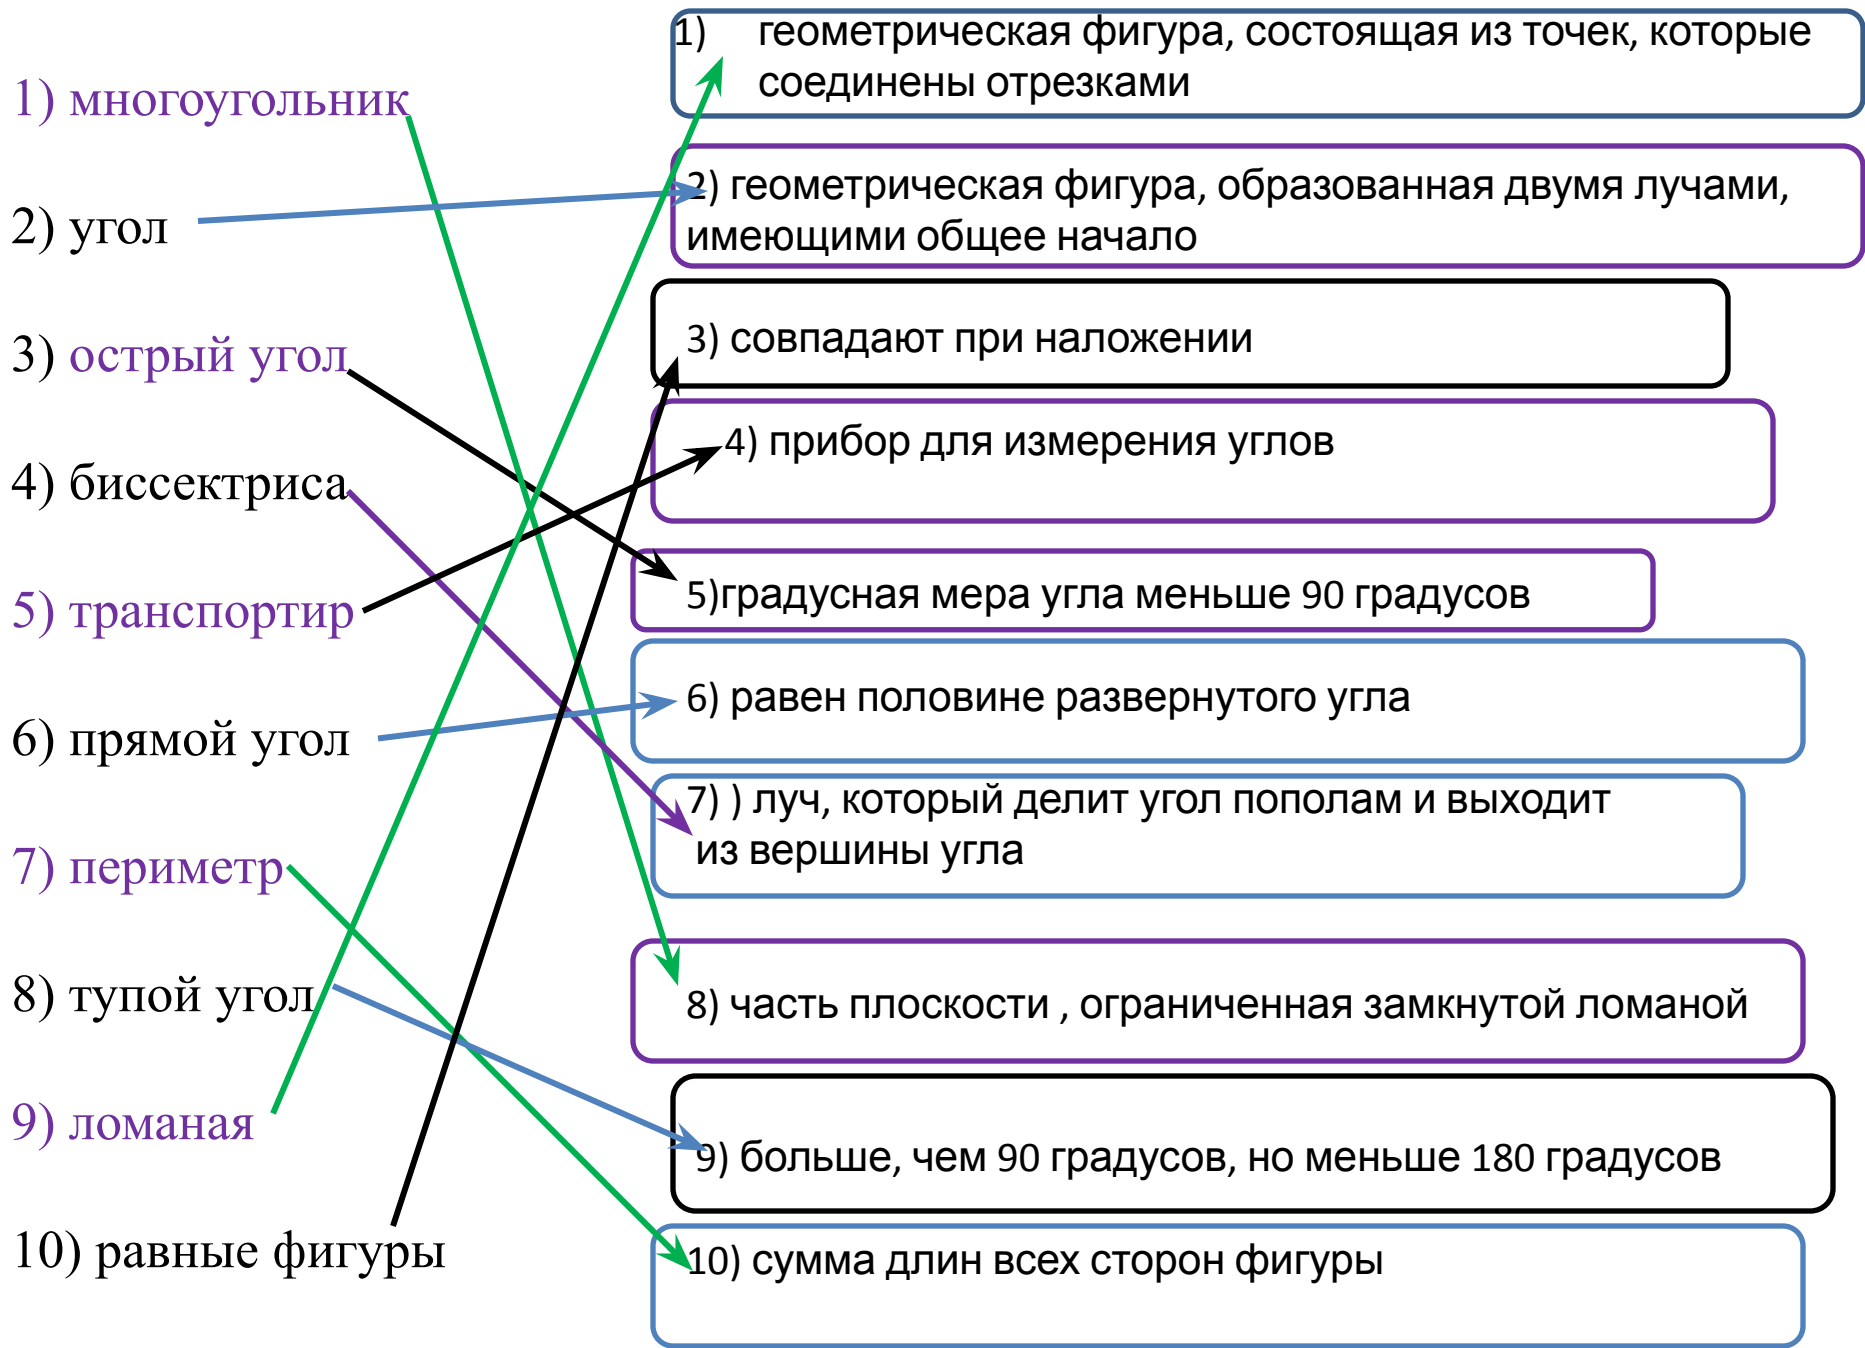 1) многоугольник
2) угол
3) острый угол
4) биссектриса
5) транспортир
6) прямой угол
7) периметр
8) тупой угол
9) ломаная
10) равные фигуры
1) геометрическая фигура, состоящая из точек, которые
соединены отрезками
2) геометрическая фигура, образованная двумя лучами,
имеющими общее начало
3) совпадают при наложении
4) прибор для измерения углов
5)градусная мера угла меньше 90 градусов
6) равен половине развернутого угла
7) ) луч, который делит угол пополам и выходит
из вершины угла
8) часть плоскости , ограниченная замкнутой ломаной
9) больше, чем 90 градусов, но меньше 180 градусов
10) сумма длин всех сторон фигуры